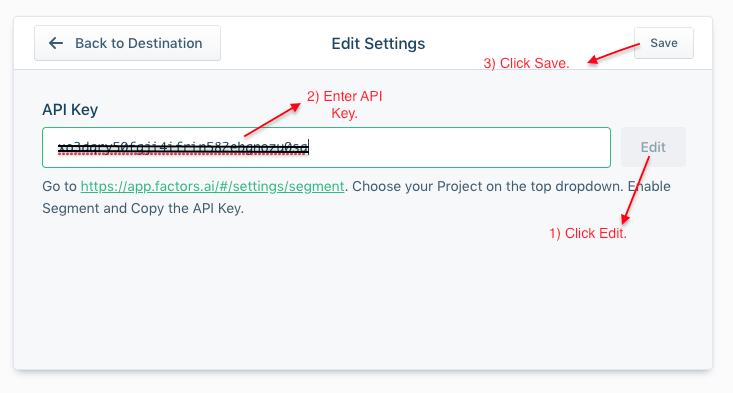 Back to Destination
Edit Settings
Save
3) Click Save.
API Key
2) Enter API
Key.
Edit
Go to https://app.factors.ai/#/settings/segment. Choose your Project on the top dropdown. Enable
Segment and Copy the API Key.
1) Click Edit.